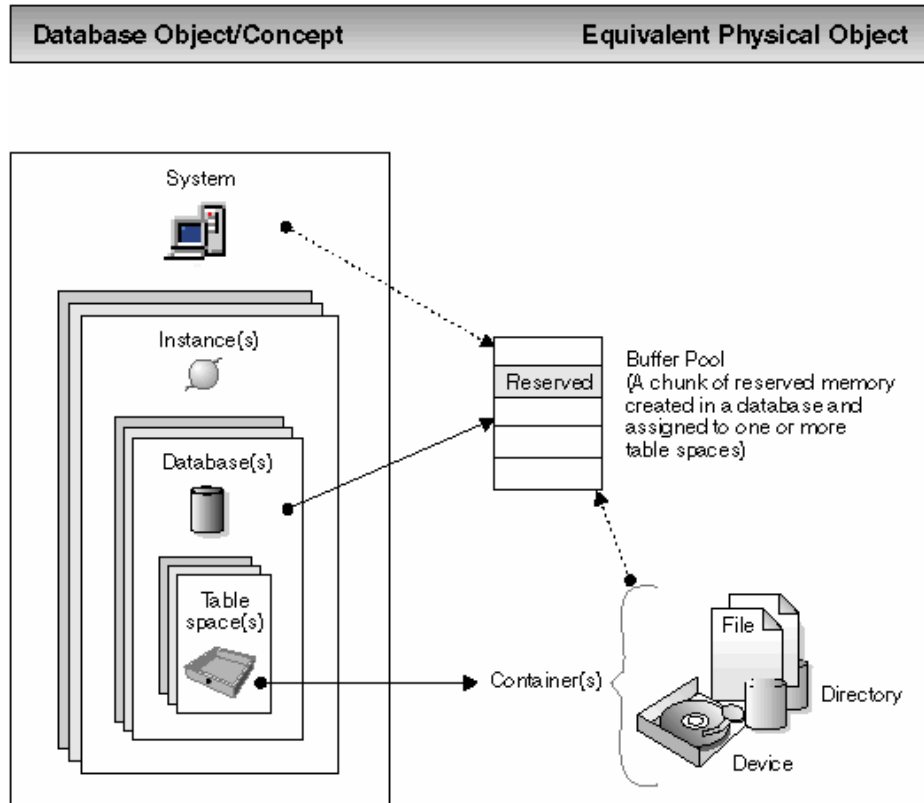 Database Object/Concept
Equivalent Physical Object
System
Instance(s)
Database(s)
Table
space(s)
Reserved
Buffer Pool
(A chunk of reserved memory
created in a database and
assigned to one or more
table spaces)
Container(s)
File
Directory
Device